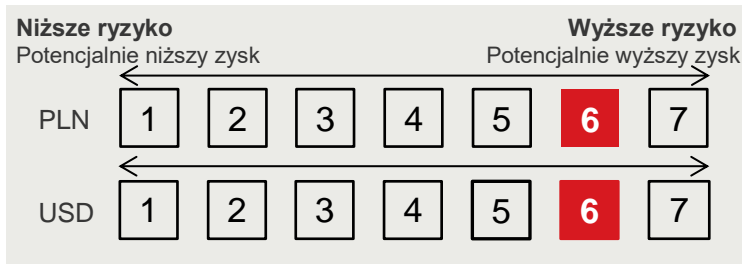 Niższe ryzyko Wyższe ryzyko
Potencjalnie niższy zysk Potencjalnie wyższy zysk
PLN 1 2 3 4 5 6 7
USD 1 2 3 4 5 6 7